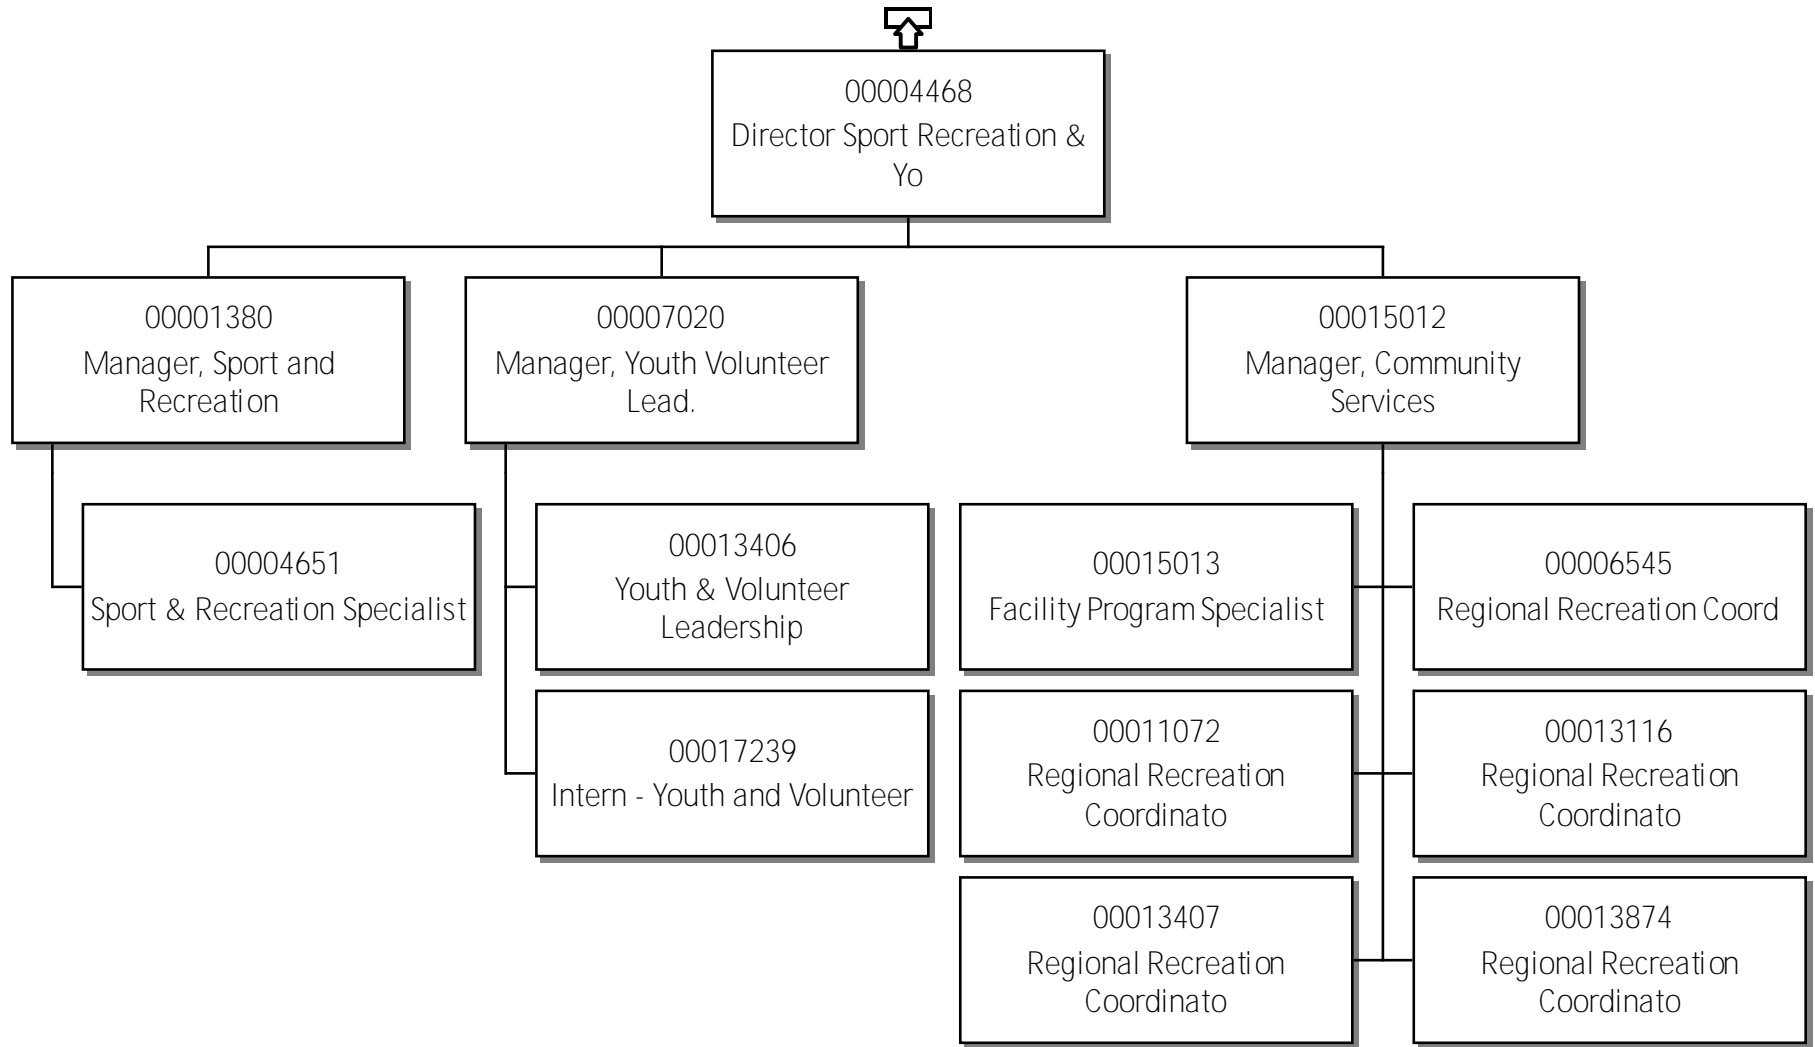 00004468
Director Sport Recreation &
Yo
00001380
Manager, Sport and
Recreation
00007020
Manager, Youth Volunteer
Lead.
00015012
Manager, Community
Services
00004651
Sport & Recreation Specialist
00013406
Youth & Volunteer
Leadership
00017239
Intern - Youth and Volunteer
00015013
Facility Program Specialist
00006545
Regional Recreation Coord
00011072
Regional Recreation
Coordinato
00013116
Regional Recreation
Coordinato
00013407
Regional Recreation
Coordinato
00013874
Regional Recreation
Coordinato